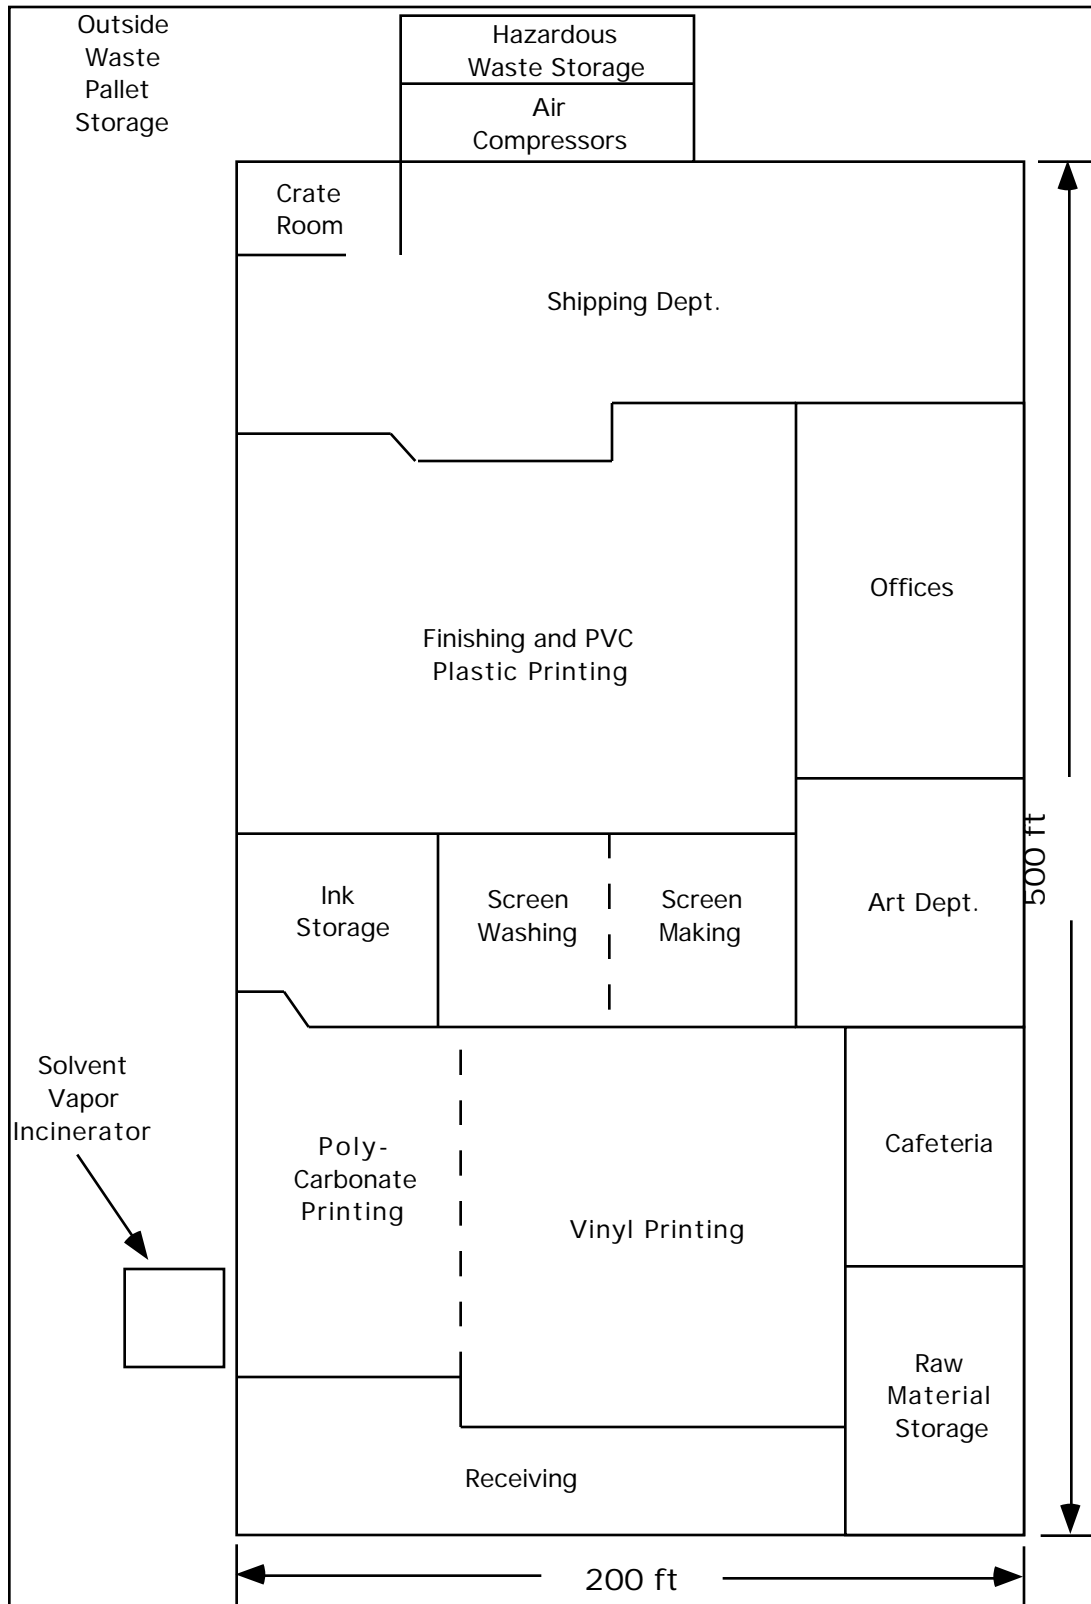 Outside
Waste
Pallet
Storage
Hazardous
Waste Storage
Air
Compressors
Crate
Room
Shipping Dept.
Offices
Finishing and PVC
Plastic Printing
500 ft
Ink
Storage
Screen
Washing
Screen
Making
Art Dept.
Solvent
Vapor
Incinerator
Poly-
Carbonate
Printing
Vinyl Printing
Cafeteria
Raw
Material
Storage
Receiving
200 ft